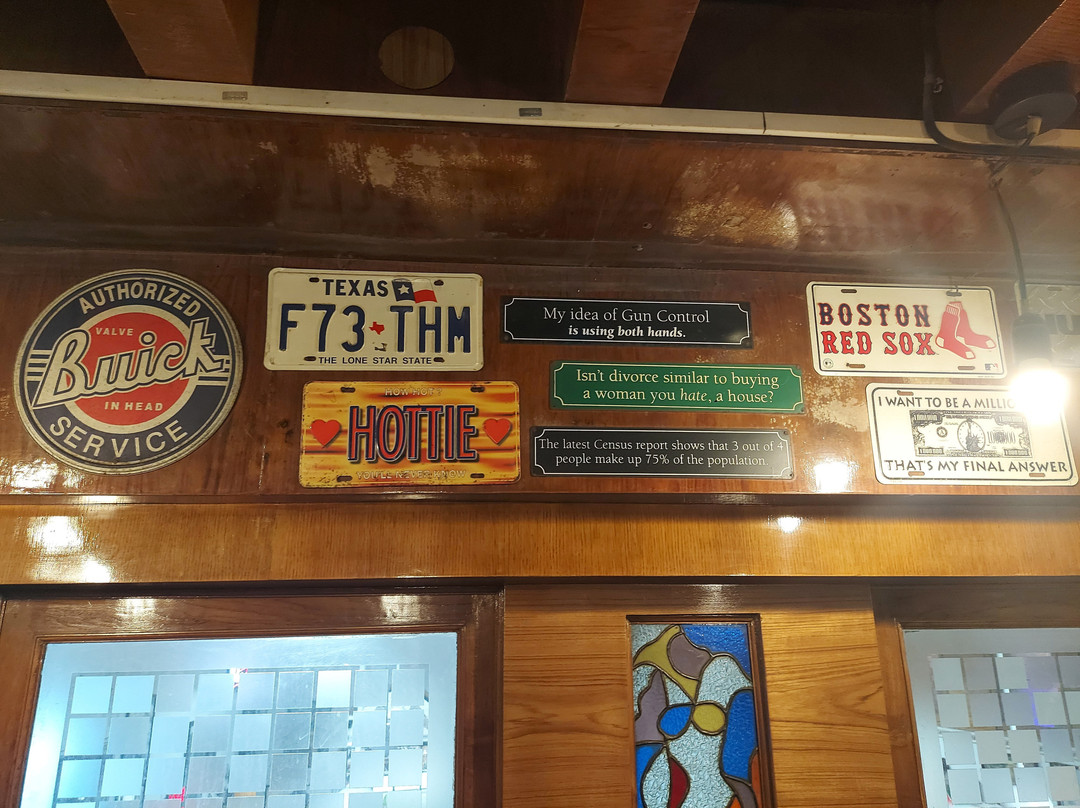 AUTHORIZED
VALVE
Buick
IN HEAD
SERVICE
TEXAS
F73 THM
THE LONE STAR STATE
HOTTIE
My idea of Gun Control
is using both hands.
Isn't divorce similar to buying
a woman you hate, a house?
The latest Census report shows that 3 out of 4
people make up 75% of the population.
BOSTON
RED SOX
I WANT TO BE A
THAT'S MY FINAL ANSWER